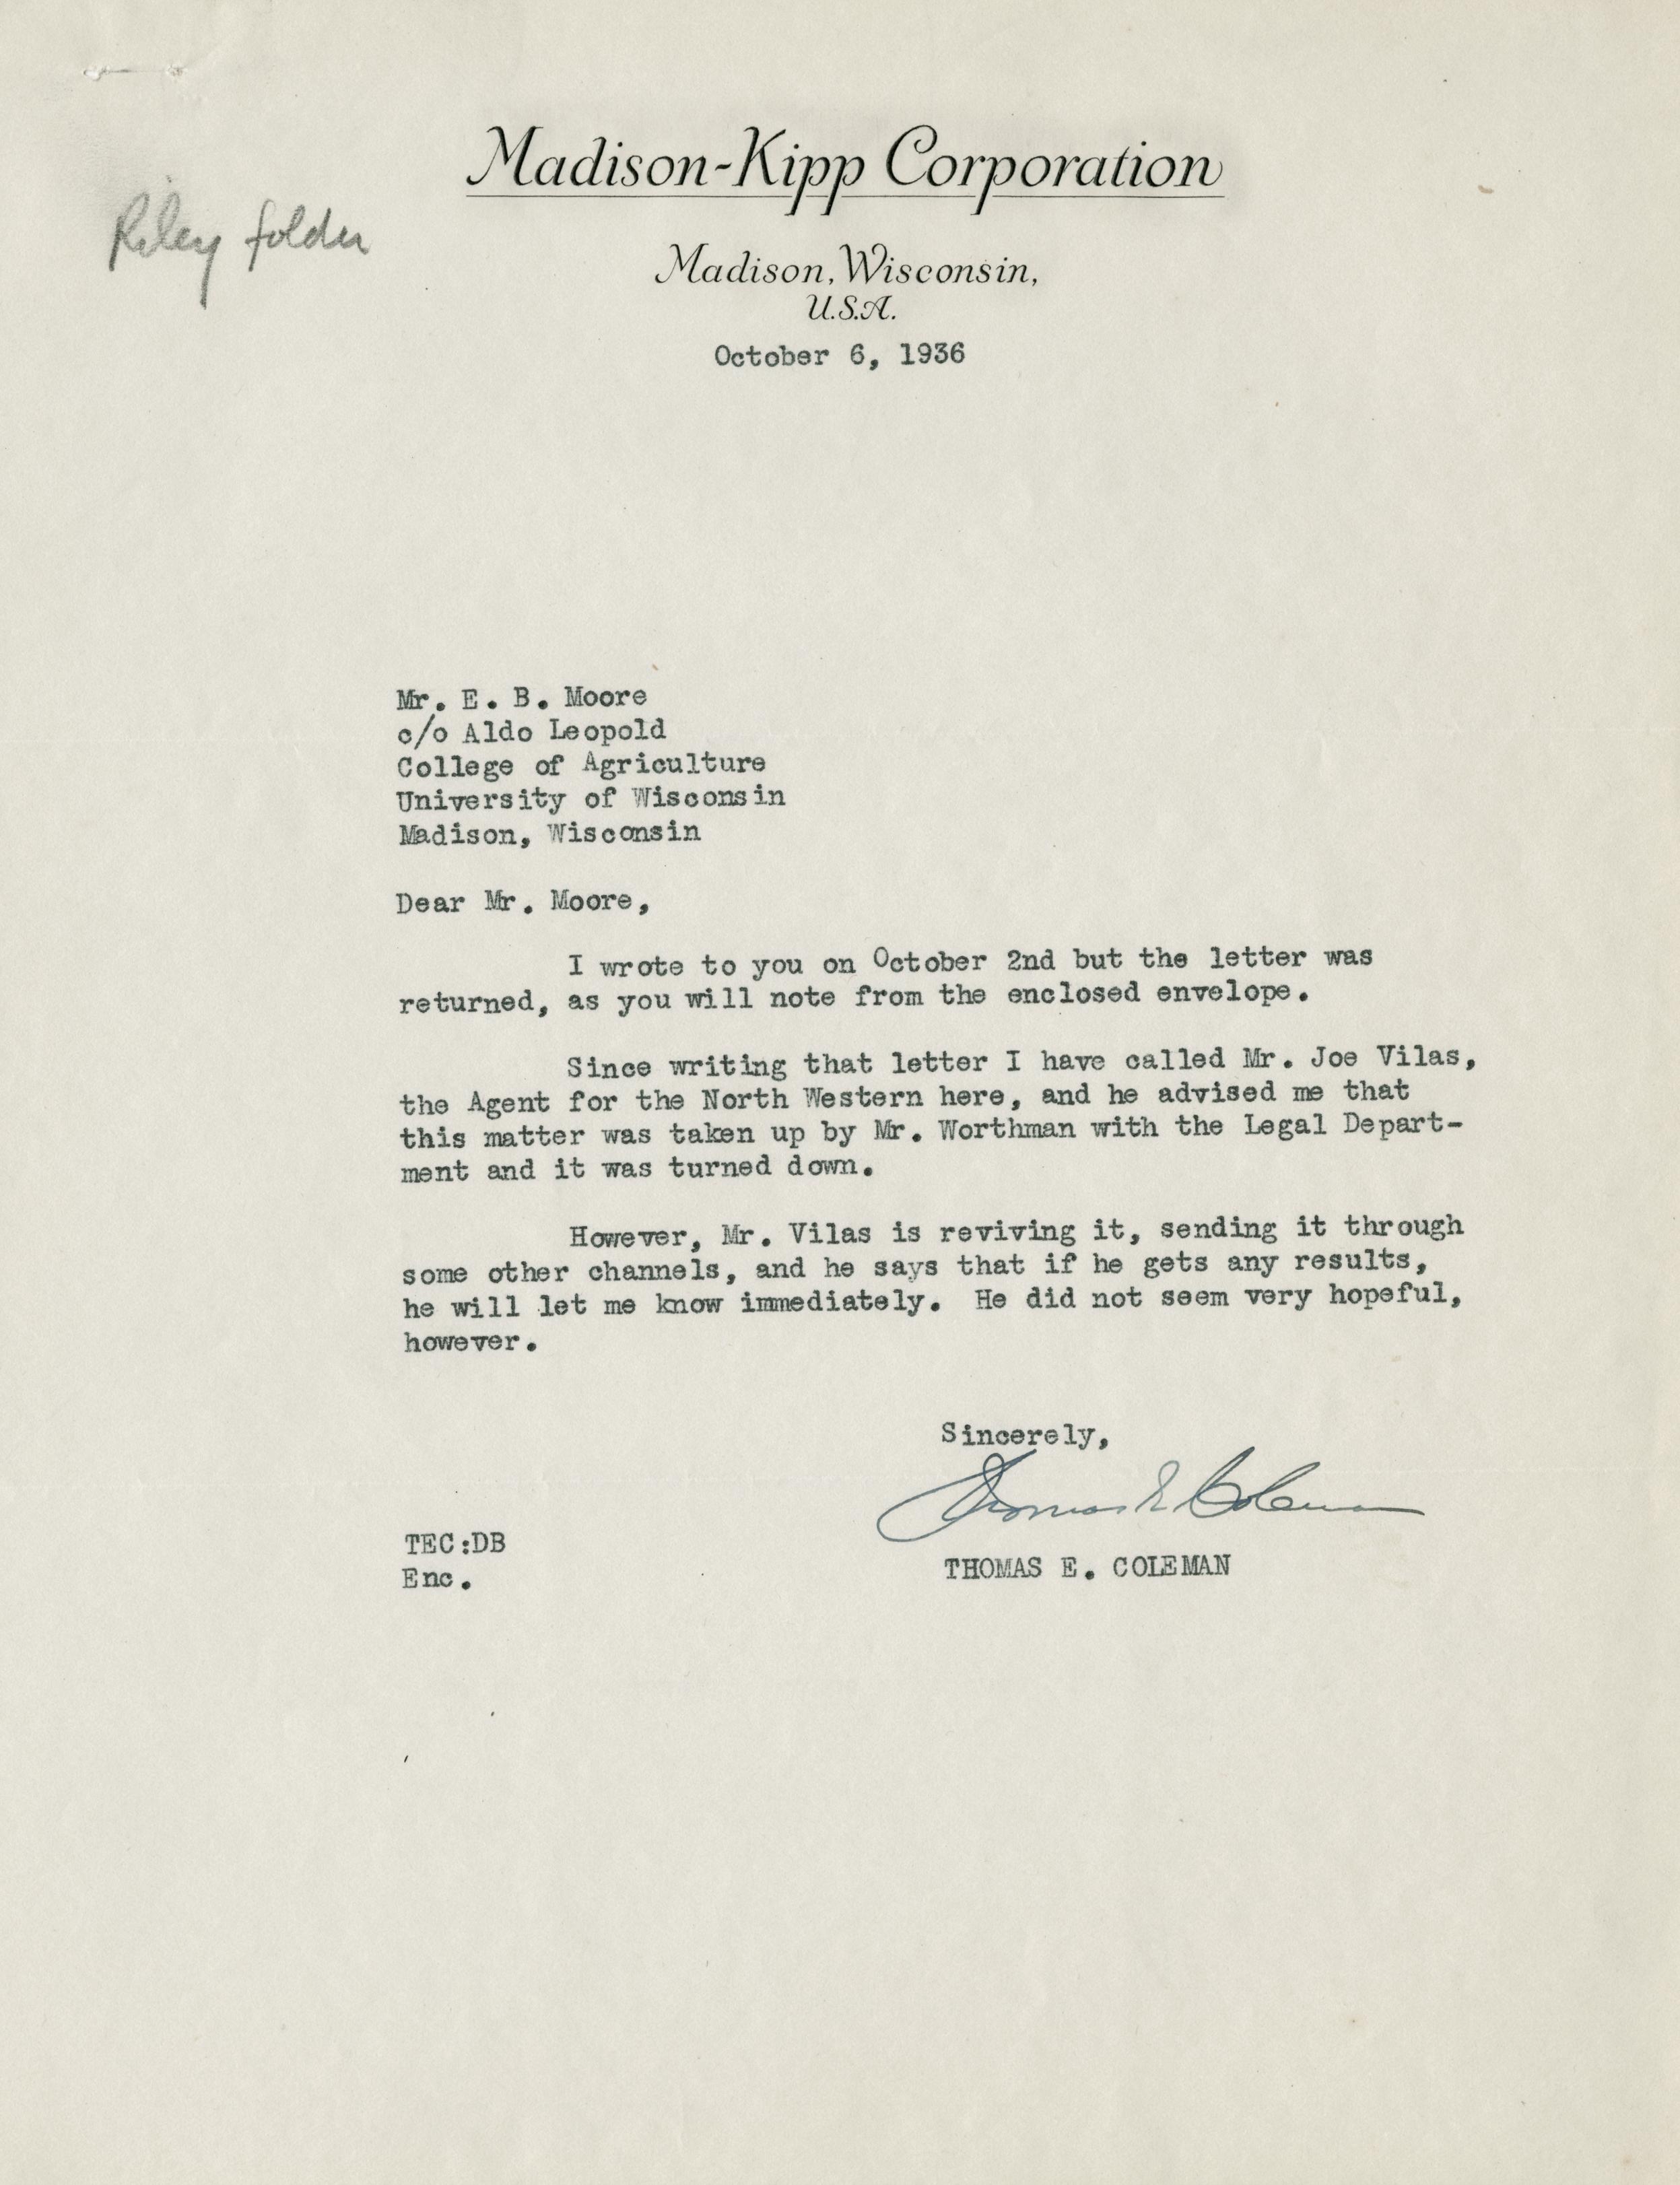 Madison-Kipp Corporation
Riley folder
Madison, Wisconsin,
U.S.A.
October 6, 1936
Mr. E. B. Moore
c/o Aldo Leopold
College of Agriculture
University of Wisconsin
Madison, Wisconsin
Dear Mr. Moore,
I wrote to you on October 2nd but the letter was
returned, as you will note from the enclosed envelope.
Since writing that letter I have called Mr. Joe Vilas,
the Agent for the North Western here, and he advised me that
this matter was taken up by Mr. Worthman with the Legal Depart-
ment and it was turned down.
However, Mr. Vilas is reviving it, sending it through
some other channels, and he says that if he gets any results,
he will let me know immediately. He did not seem very hopeful,
however.
Sincerely,
Thomas E. Coleman
TEC:DB
THOMAS E. COLEMAN
Enc.